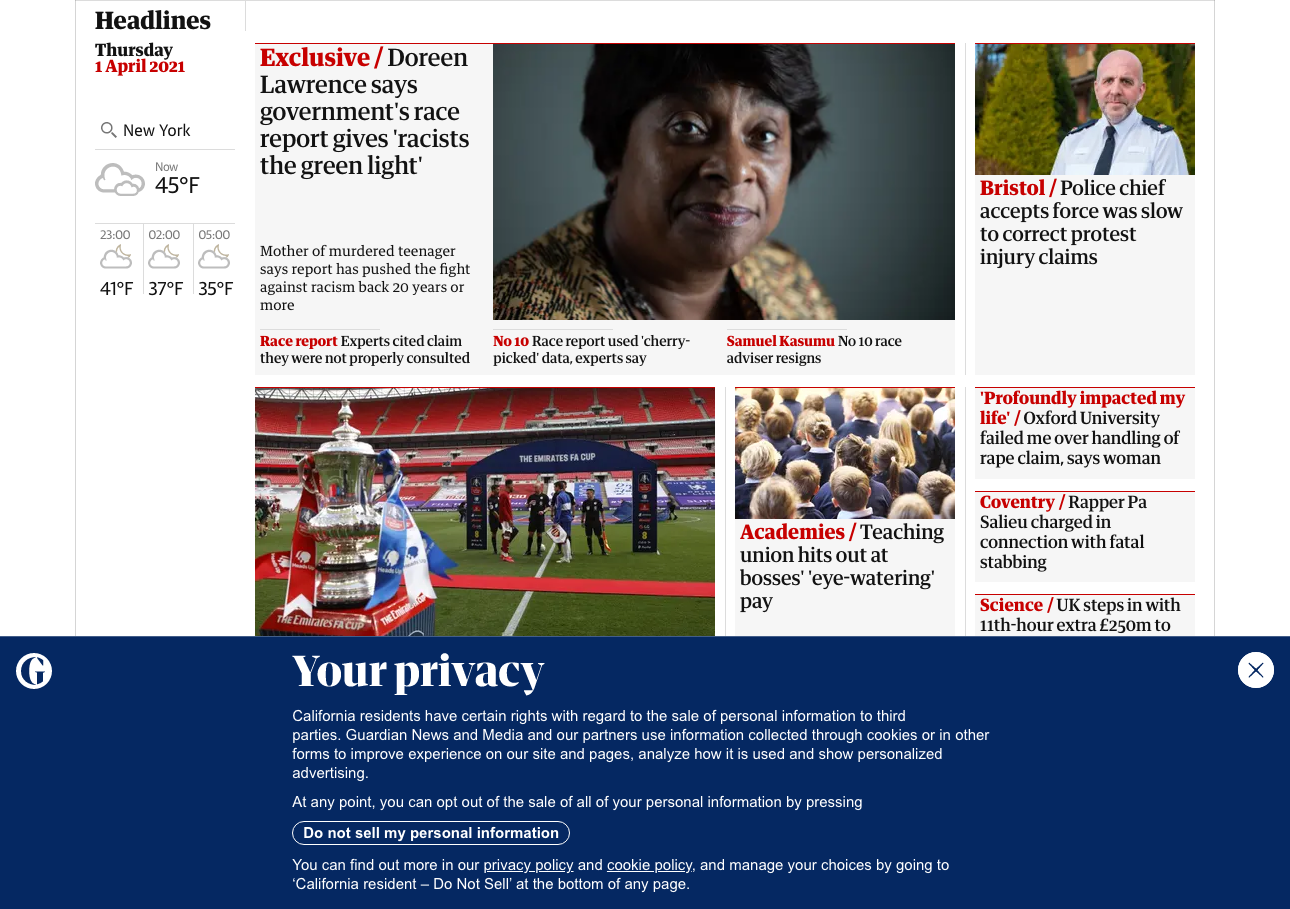 Headlines
Thursday
1 April 2021
New York
Now
45°F
23:00
02:00
05:00
41°F
37°F
35°F
Exclusive / Doreen
Lawrence says
government's race
report gives 'racists
the green light'
Mother of murdered teenager
says report has pushed the fight
against racism back 20 years or
more
Race report Experts cited claim
they were not properly consulted
No 10 Race report used 'cherry-
picked' data, experts say
Samuel Kasumu No 10 race
adviser resigns
Bristol / Police chief
accepts force was slow
to correct protest
injury claims
THE EMIRATES FA CUP
Heads Up
Heads Up
THE Emirates FA CUP
THE Emirates FA CUP
Academies / Teaching
union hits out at
bosses' 'eye-watering'
pay
'Profoundly impacted my
life' / Oxford University
failed me over handling of
rape claim, says woman
Coventry / Rapper Pa
Salieu charged in
connection with fatal
stabbing
Science / UK steps in with
11th-hour extra £250m to
G
Your privacy
California residents have certain rights with regard to the sale of personal information to third
parties. Guardian News and Media and our partners use information collected through cookies or in other
forms to improve experience on our site and pages, analyze how it is used and show personalized
advertising.
At any point, you can opt out of the sale of all of your personal information by pressing
Do not sell my personal information
You can find out more in our privacy policy and cookie policy, and manage your choices by going to
‘California resident – Do Not Sell’ at the bottom of any page.